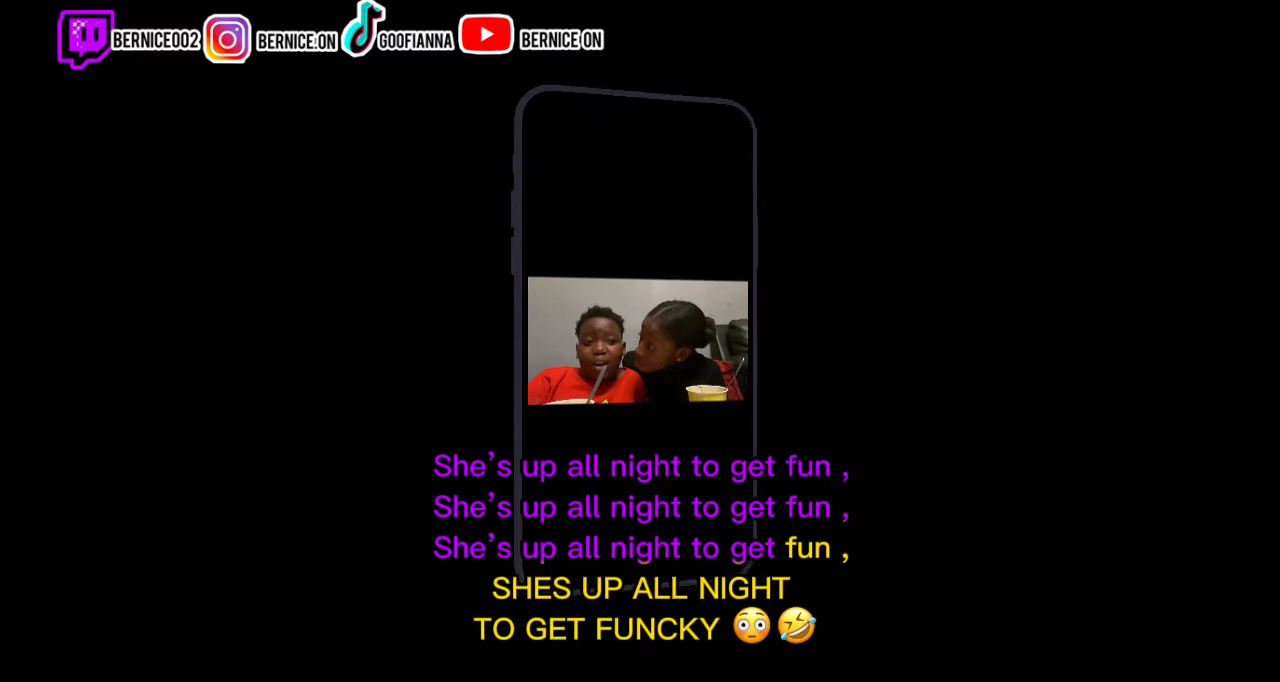 BERNICE002 BERNICE.ON GOOFIANNA BERNICE ON
She's up all night to get fun ,
She's up all night to get fun ,
She's up all night to get fun ,
SHES UP ALL NIGHT
TO GET FUNCKY 😳🤣